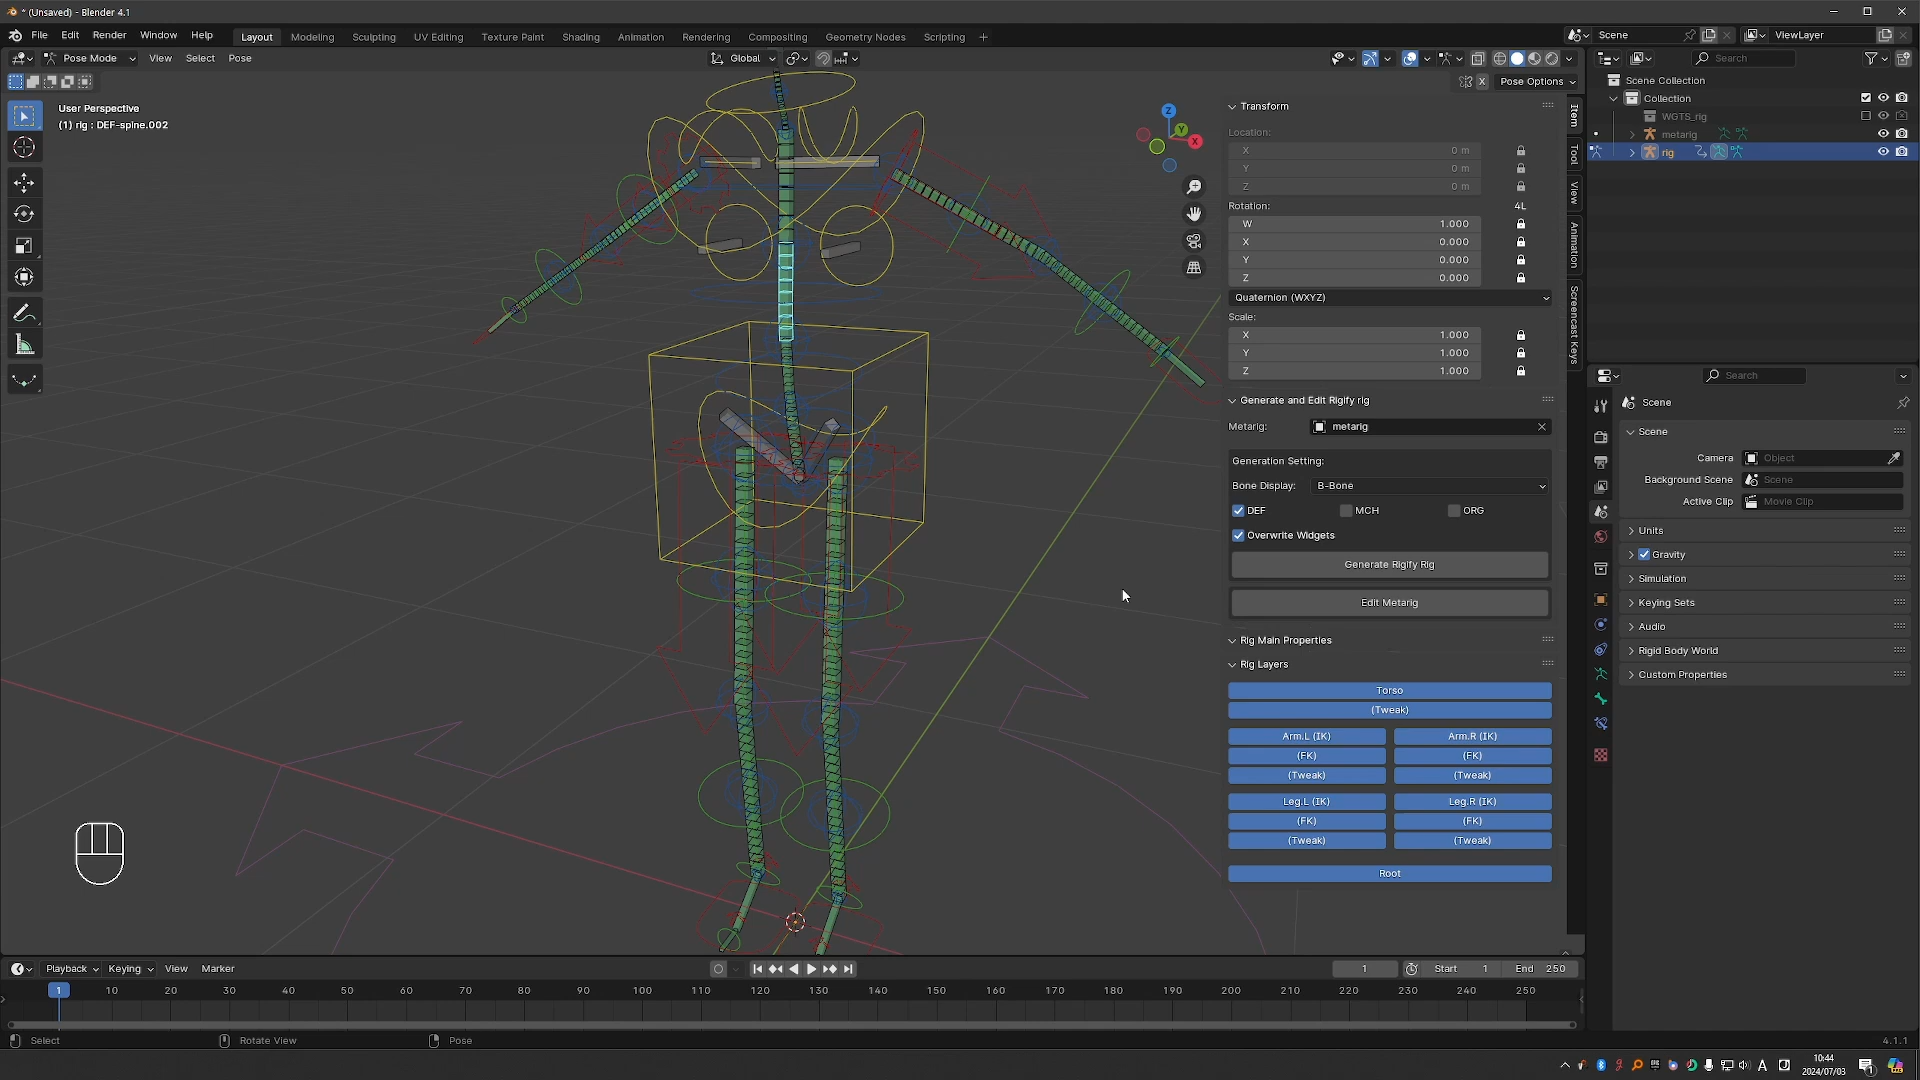 * (Unsaved) - Blender 4.1
File Edit Render Window Help
Layout Modeling Sculpting UV Editing Texture Paint Shading Animation Rendering Compositing Geometry Nodes Scripting +
Scene
ViewLayer
Pose Mode View Select Pose
Global
Search
Pose Options
User Perspective
(1) rig : DEF-spine.002
Z
Y
X
Transform
Location:
X 0 m
Y 0 m
Z 0 m
Rotation: 4L
W 1.000
X 0.000
Y 0.000
Z 0.000
Quaternion (WXYZ)
Scale:
X 1.000
Y 1.000
Z 1.000
Generate and Edit Rigify rig
Metarig: metarig
Generation Setting:
Bone Display: B-Bone
DEF MCH ORG
Overwrite Widgets
Generate Rigify Rig
Edit Metarig
Rig Main Properties
Rig Layers
Torso
(Tweak)
Arm.L (IK) Arm.R (IK)
(FK) (FK)
(Tweak) (Tweak)
Leg.L (IK) Leg.R (IK)
(FK) (FK)
(Tweak) (Tweak)
Root
Item
Tool
View
Animation
Screencast Keys
Scene Collection
Collection
WGTS_rig
metarig
rig
Search
Scene
Scene
Camera Object
Background Scene Scene
Active Clip Movie Clip
Units
Gravity
Simulation
Keying Sets
Audio
Rigid Body World
Custom Properties
Playback Keying View Marker
1 Start 1 End 250
1 10 20 30 40 50 60 70 80 90 100 110 120 130 140 150 160 170 180 190 200 210 220 230 240 250
Select Rotate View Pose
4.1.1
A
10:44
2024/07/03
1